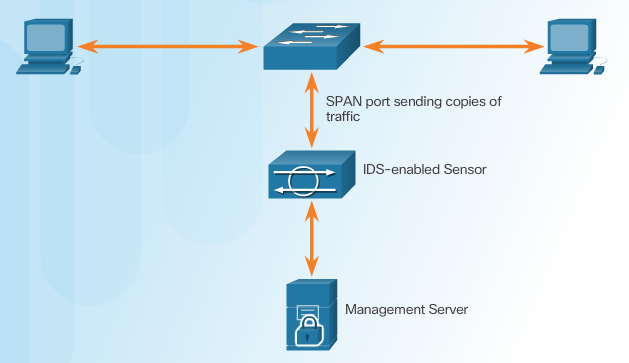 SPAN port sending copies of
traffic
IDS-enabled Sensor
Management Server